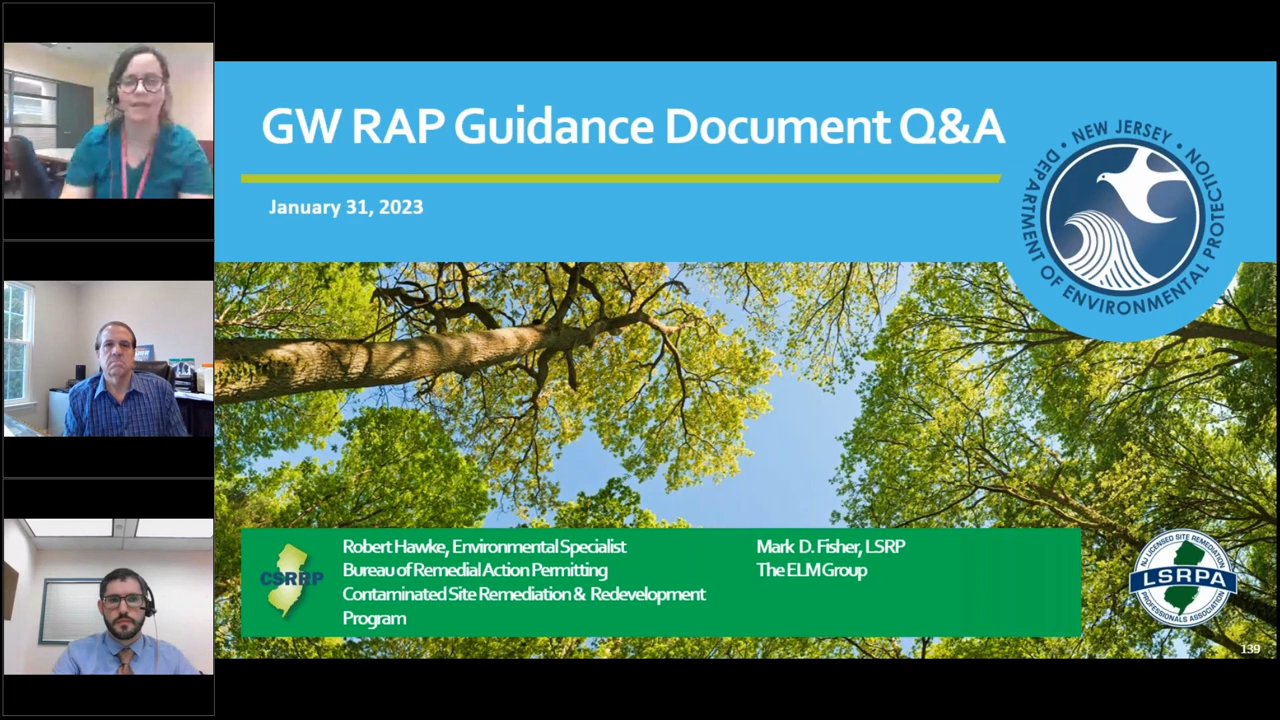 GW RAP Guidance Document Q&A
January 31, 2023
• NEW JERSEY •
DEPARTMENT OF ENVIRONMENTAL PROTECTION
CSRRP
Robert Hawke, Environmental Specialist
Bureau of Remedial Action Permitting
Contaminated Site Remediation & Redevelopment
Program
Mark D. Fisher, LSRP
The ELM Group
NJ LICENSED SITE REMEDIATION
LSRPA
PROFESSIONALS ASSOCIATION
139